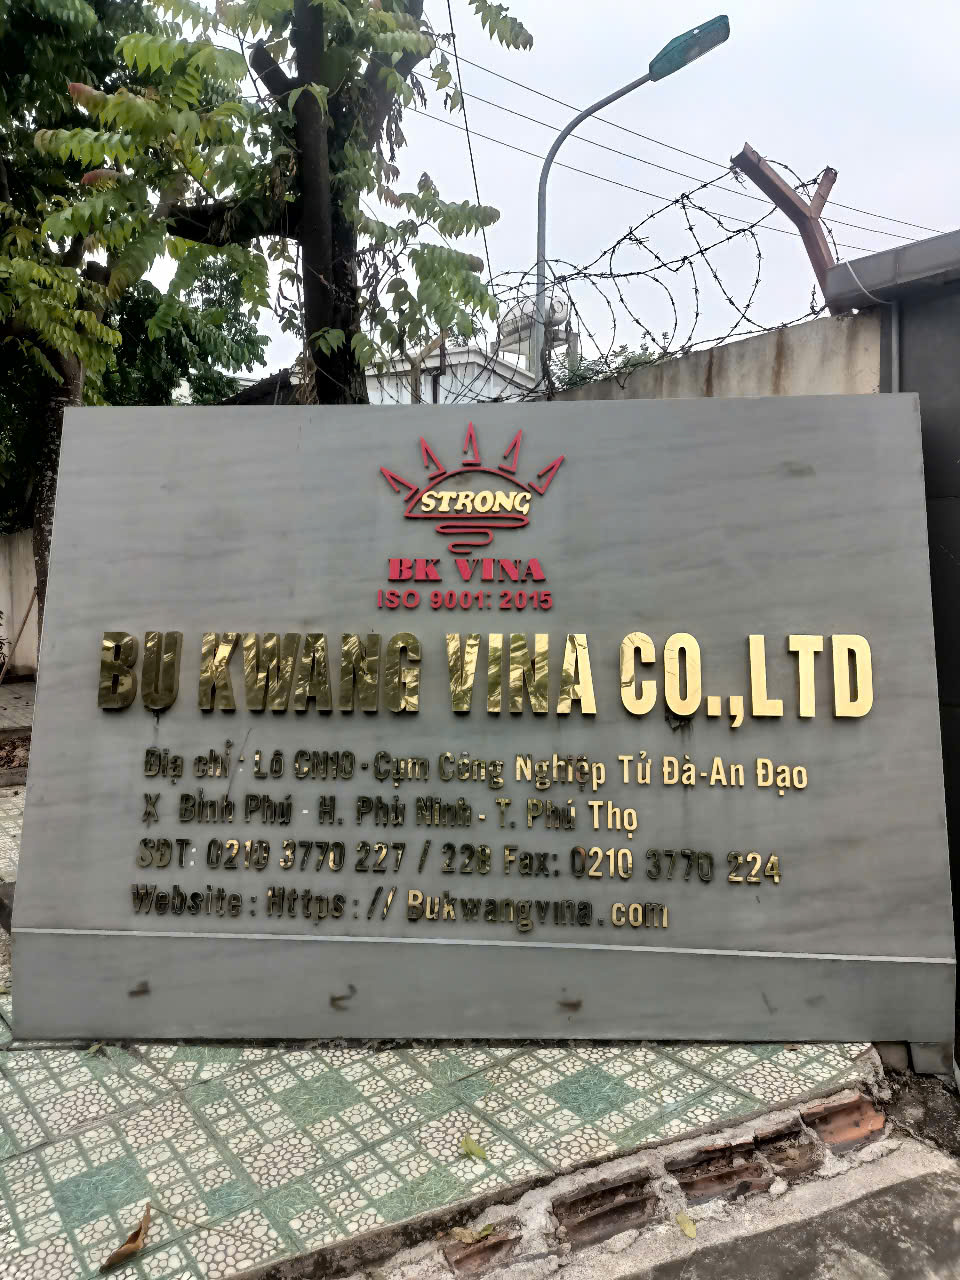 STRONG
BK VINA
ISO 9001: 2015
BU KWANG VINA CO.,LTD
Địa chỉ : Lô CN10 - Cụm Công Nghiệp Tử Đà-An Đạo
X Bình Phú - H. Phù Ninh - T. Phú Thọ
SĐT: 0210 3770 227 / 228 Fax: 0210 3770 224
Website : Https : // Bukwangvina.com